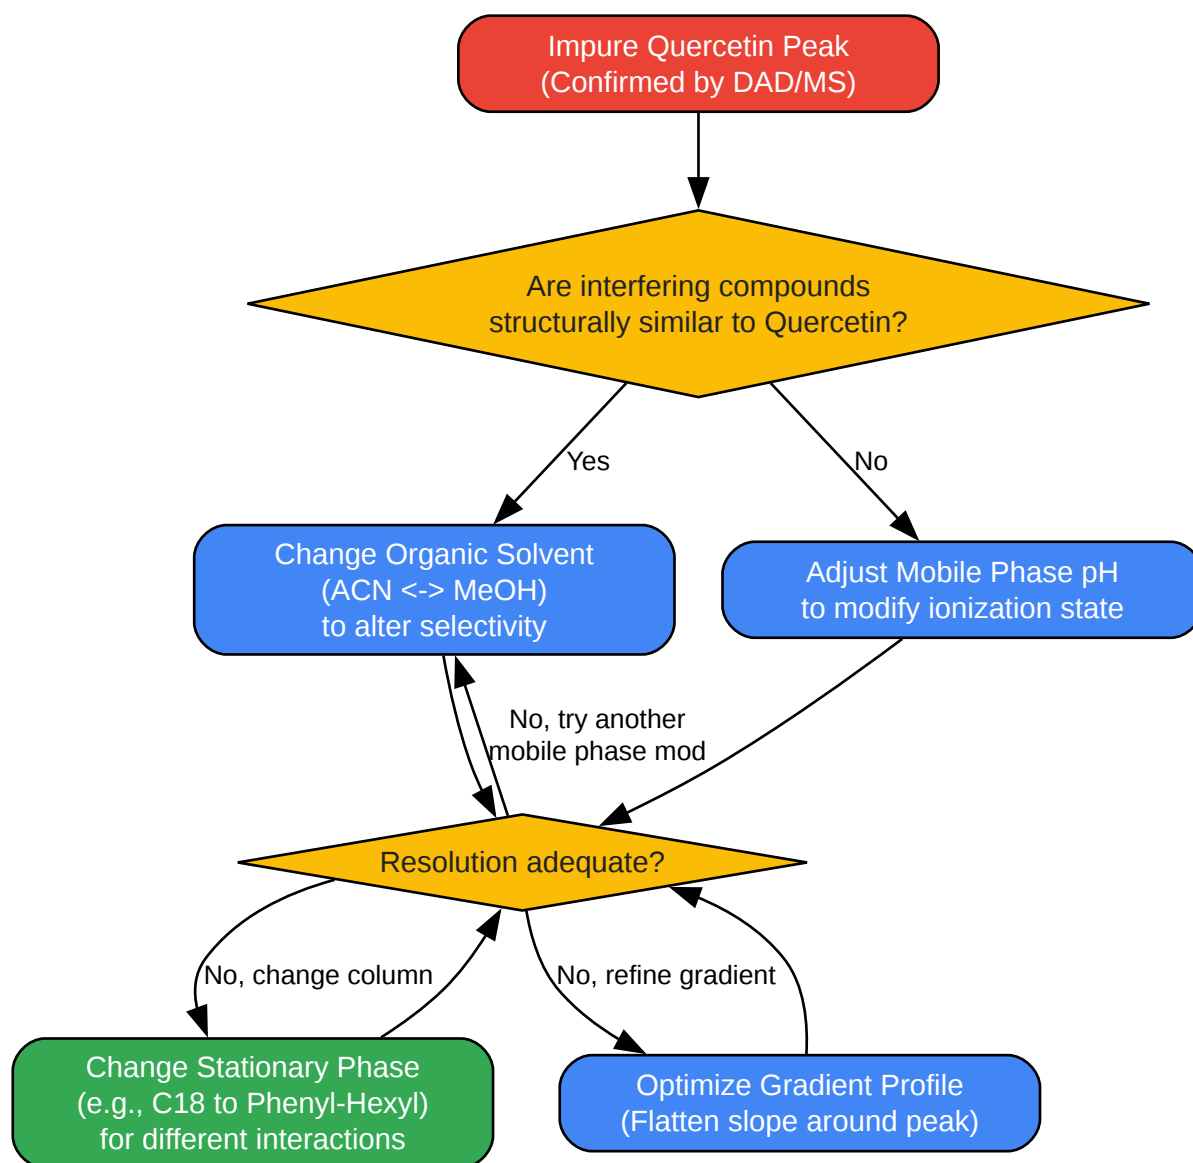 Impure Quercetin Peak
(Confirmed by DAD/MS)
Are interfering compounds
structurally similar to Quercetin?
Yes
No
Change Organic Solvent
(ACN <-> MeOH)
to alter selectivity
Adjust Mobile Phase pH
to modify ionization state
No, try another
mobile phase mod
Resolution adequate?
No, change column
No, refine gradient
Change Stationary Phase
(e.g., C18 to Phenyl-Hexyl)
for different interactions
Optimize Gradient Profile
(Flatten slope around peak)